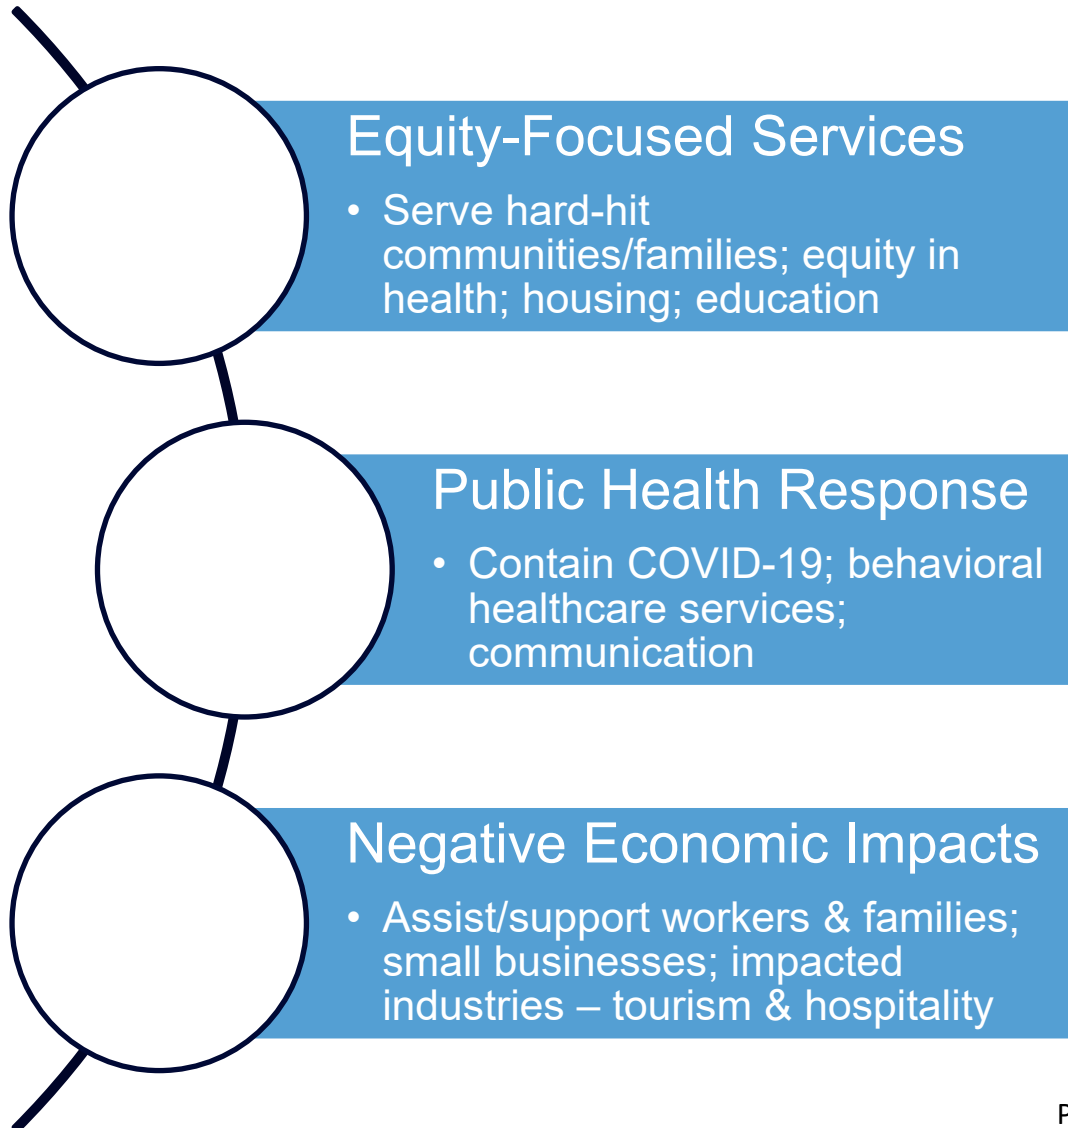 Equity-Focused Services
• Serve hard-hit
communities/families; equity in
health; housing; education
Public Health Response
• Contain COVID-19; behavioral
healthcare services;
communication
Negative Economic Impacts
• Assist/support workers & families;
small businesses; impacted
industries – tourism & hospitality